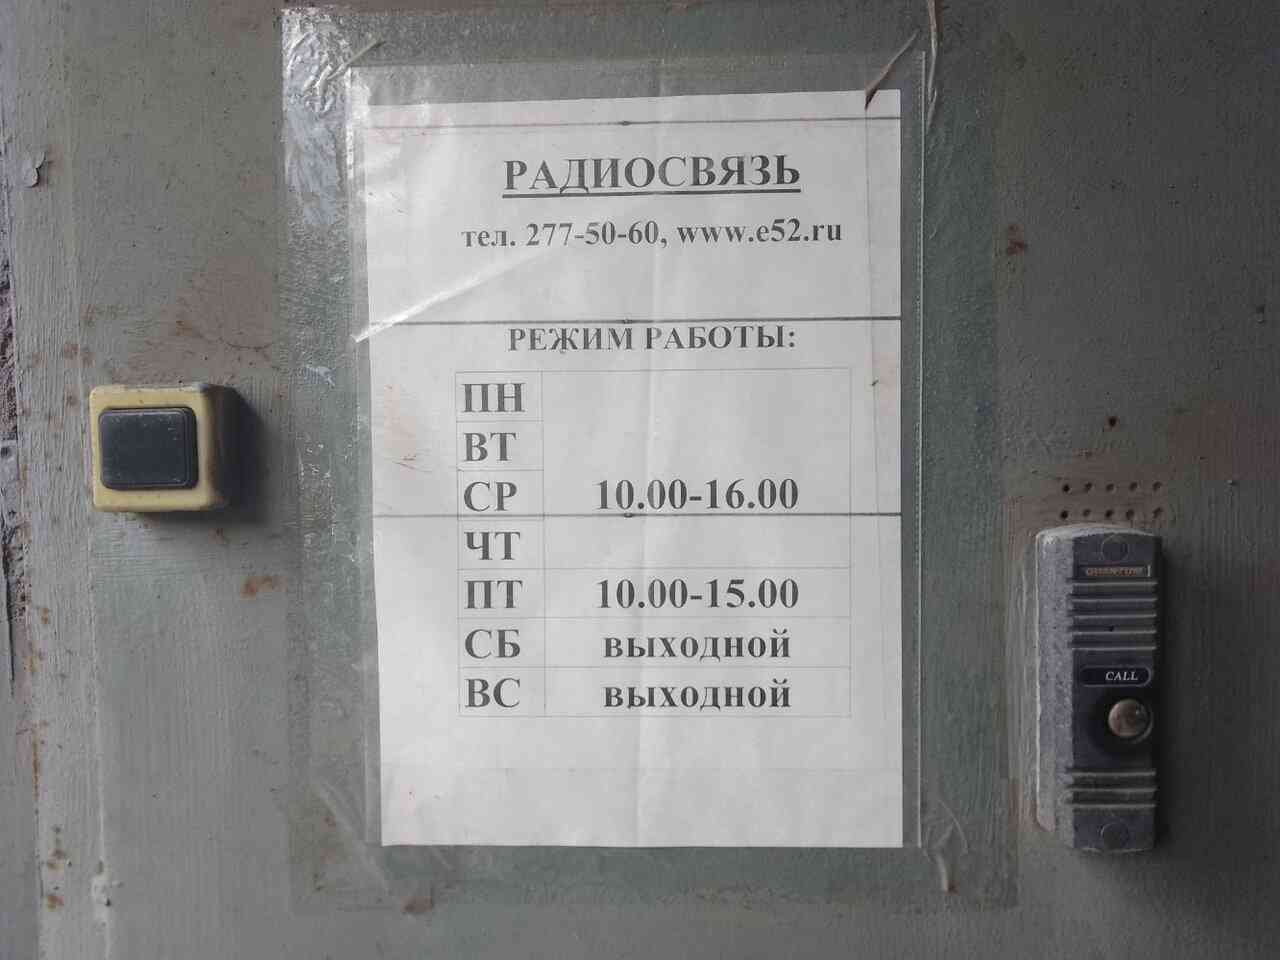 РАДИОСВЯЗЬ
тел. 277-50-60, www.e52.ru
РЕЖИМ РАБОТЫ:
ПН
ВТ
СР 10.00-16.00
ЧТ
ПТ 10.00-15.00
СБ выходной
ВС выходной
QUANTOM
CALL